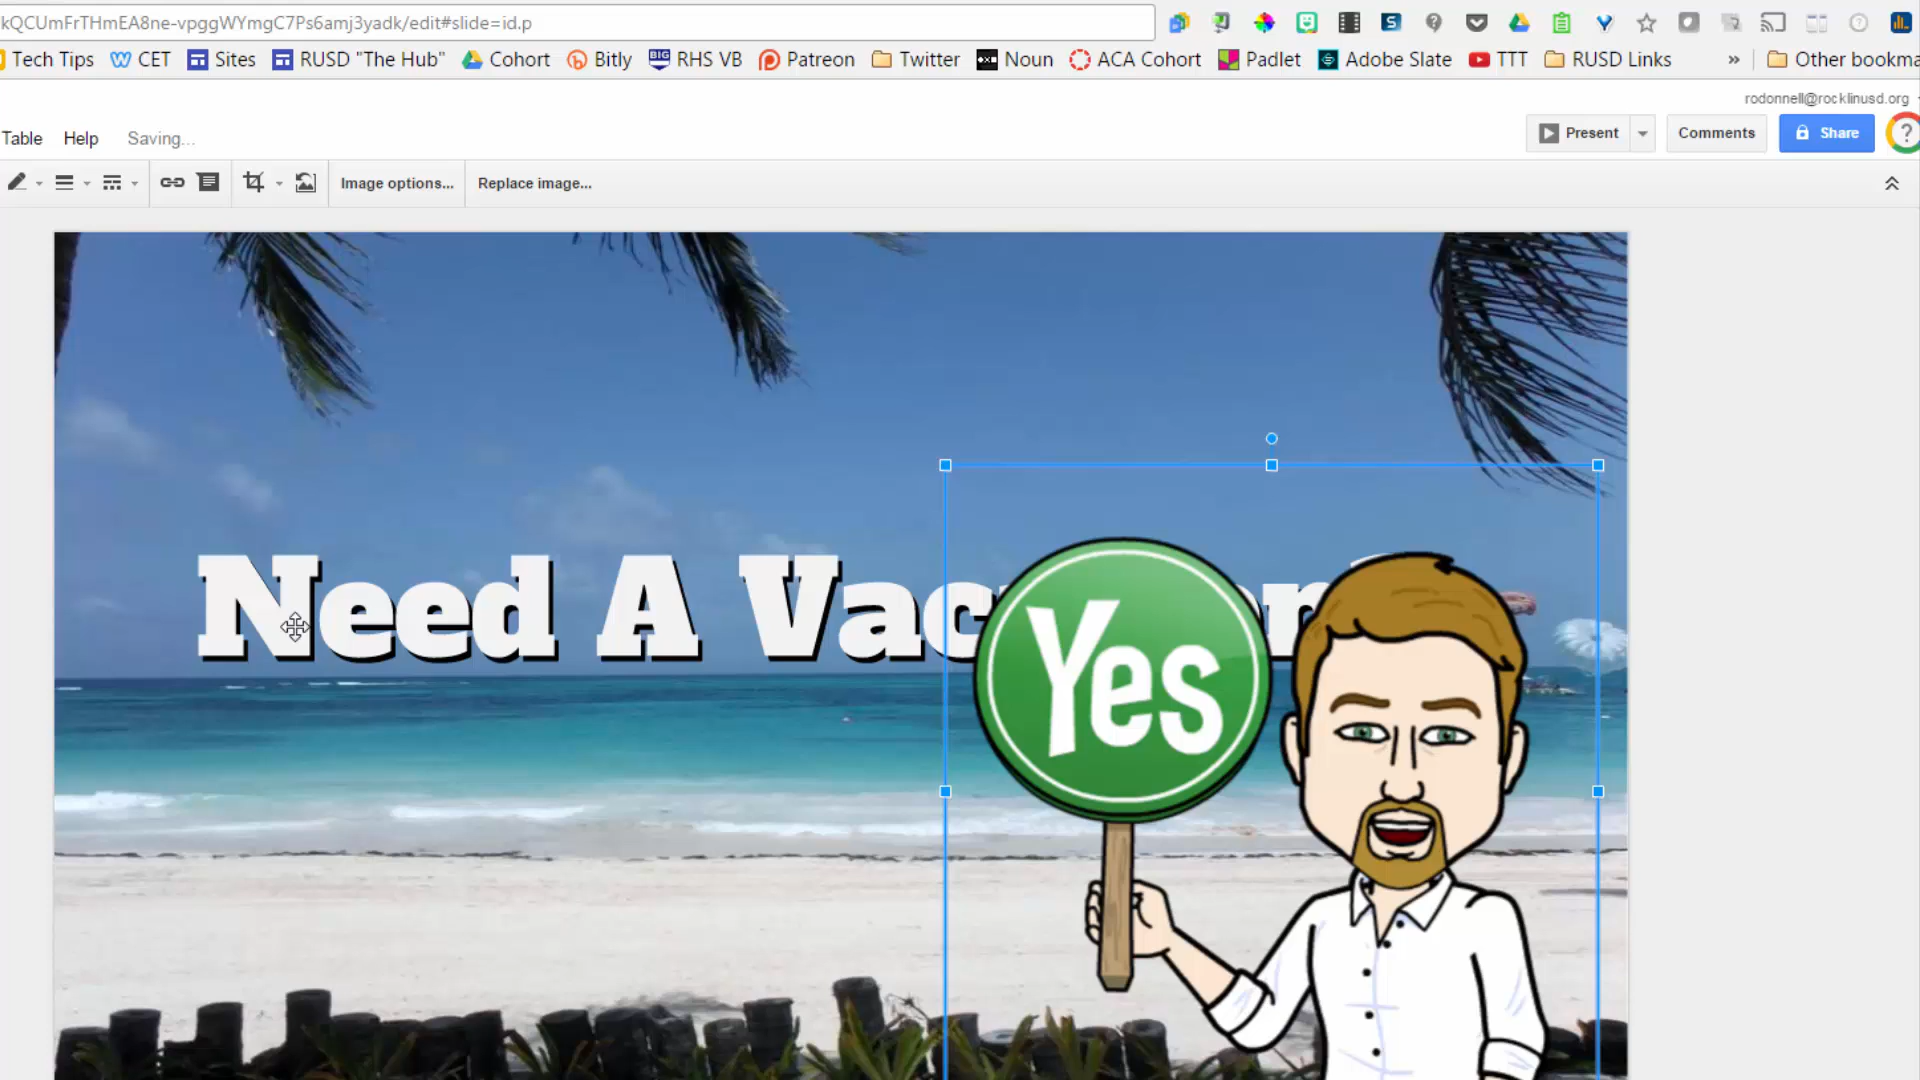 kQCUmFrTHmEA8ne-vpggWYmgC7Ps6amj3yadk/edit#slide=id.p
Tech Tips CET Sites RUSD "The Hub" Cohort Bitly BIG RHS VB Patreon Twitter Noun ACA Cohort Padlet Adobe Slate TTT RUSD Links » Other bookma
rodonnell@rocklinusd.org
Table Help Saving... Present Comments Share
Image options... Replace image...
Need A Vac
Yes